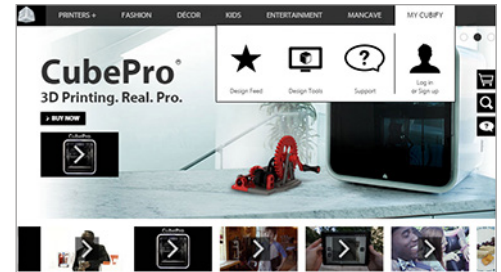 PRINTERS + FASHION DÉCOR KIDS ENTERTAINMENT MANCAVE MY CUBIFY
Design Feed Design Tools Support Log in
or Sign up
CubePro®
3D Printing. Real. Pro.
> BUY NOW
CubePro